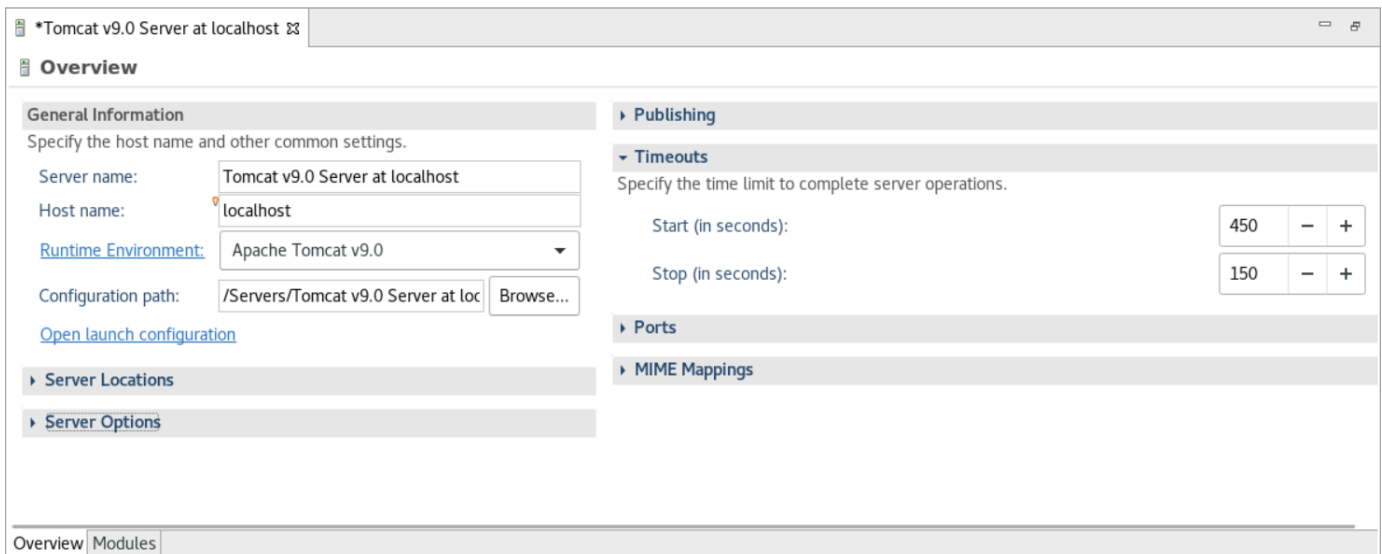 *Tomcat v9.0 Server at localhost
Overview
General Information
Specify the host name and other common settings.
Server name: Tomcat v9.0 Server at localhost
Host name: localhost
Runtime Environment: Apache Tomcat v9.0
Configuration path: /Servers/Tomcat v9.0 Server at loc Browse...
Open launch configuration
Server Locations
Server Options
Publishing
Timeouts
Specify the time limit to complete server operations.
Start (in seconds): 450 − +
Stop (in seconds): 150 − +
Ports
MIME Mappings
Overview Modules